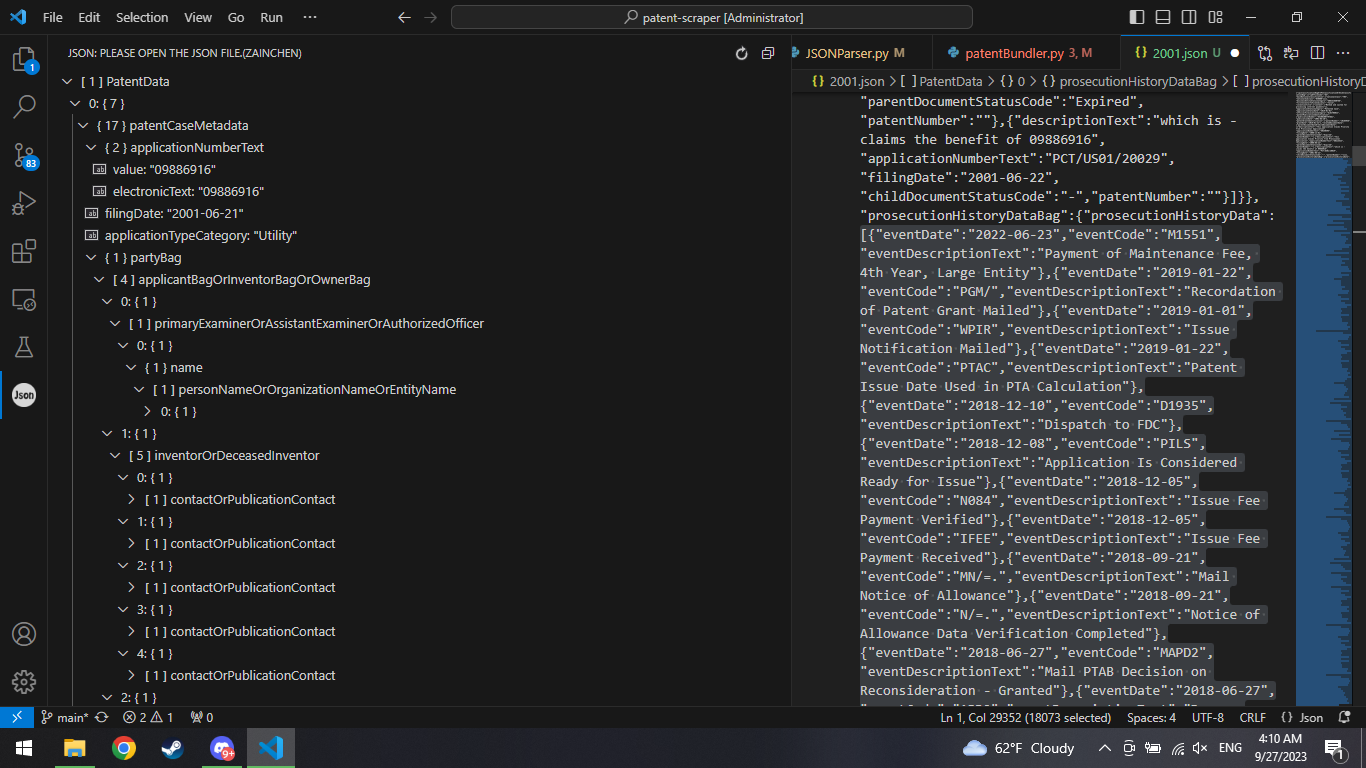 File Edit Selection View Go Run ··· patent-scraper [Administrator]
JSON: PLEASE OPEN THE JSON FILE.(ZAINCHEN)
[ 1 ] PatentData
0: { 7 }
{ 17 } patentCaseMetadata
{ 2 } applicationNumberText
value: "09886916"
electronicText: "09886916"
filingDate: "2001-06-21"
applicationTypeCategory: "Utility"
{ 1 } partyBag
[ 4 ] applicantBagOrInventorBagOrOwnerBag
0: { 1 }
[ 1 ] primaryExaminerOrAssistantExaminerOrAuthorizedOfficer
0: { 1 }
{ 1 } name
[ 1 ] personNameOrOrganizationNameOrEntityName
0: { 1 }
1: { 1 }
[ 5 ] inventorOrDeceasedInventor
0: { 1 }
[ 1 ] contactOrPublicationContact
1: { 1 }
[ 1 ] contactOrPublicationContact
2: { 1 }
[ 1 ] contactOrPublicationContact
3: { 1 }
[ 1 ] contactOrPublicationContact
4: { 1 }
[ 1 ] contactOrPublicationContact
2: { 1 }
1
83
Json
JSONParser.py M patentBundler.py 3, M {} 2001.json U ···
{} 2001.json > [ ] PatentData > {} 0 > {} prosecutionHistoryDataBag > [ ] prosecutionHistoryD
"parentDocumentStatusCode":"Expired",
"patentNumber":""},{"descriptionText":"which is -
claims the benefit of 09886916",
"applicationNumberText":"PCT/US01/20029",
"filingDate":"2001-06-22",
"childDocumentStatusCode":"-","patentNumber":""}]}},
"prosecutionHistoryDataBag":{"prosecutionHistoryData":
[{"eventDate":"2022-06-23","eventCode":"M1551",
"eventDescriptionText":"Payment of Maintenance Fee,
4th Year, Large Entity"},{"eventDate":"2019-01-22",
"eventCode":"PGM/","eventDescriptionText":"Recordation
of Patent Grant Mailed"},{"eventDate":"2019-01-01",
"eventCode":"WPIR","eventDescriptionText":"Issue
Notification Mailed"},{"eventDate":"2019-01-22",
"eventCode":"PTAC","eventDescriptionText":"Patent
Issue Date Used in PTA Calculation"},
{"eventDate":"2018-12-10","eventCode":"D1935",
"eventDescriptionText":"Dispatch to FDC"},
{"eventDate":"2018-12-08","eventCode":"PILS",
"eventDescriptionText":"Application Is Considered
Ready for Issue"},{"eventDate":"2018-12-05",
"eventCode":"N084","eventDescriptionText":"Issue Fee
Payment Verified"},{"eventDate":"2018-12-05",
"eventCode":"IFEE","eventDescriptionText":"Issue Fee
Payment Received"},{"eventDate":"2018-09-21",
"eventCode":"MN/=.","eventDescriptionText":"Mail
Notice of Allowance"},{"eventDate":"2018-09-21",
"eventCode":"N/=.","eventDescriptionText":"Notice of
Allowance Data Verification Completed"},
{"eventDate":"2018-06-27","eventCode":"MAPD2",
"eventDescriptionText":"Mail PTAB Decision on
Reconsideration - Granted"},{"eventDate":"2018-06-27",
main* 2 1 0 Ln 1, Col 29352 (18073 selected) Spaces: 4 UTF-8 CRLF {} Json
9+ 62°F Cloudy ENG 4:10 AM
9/27/2023 1